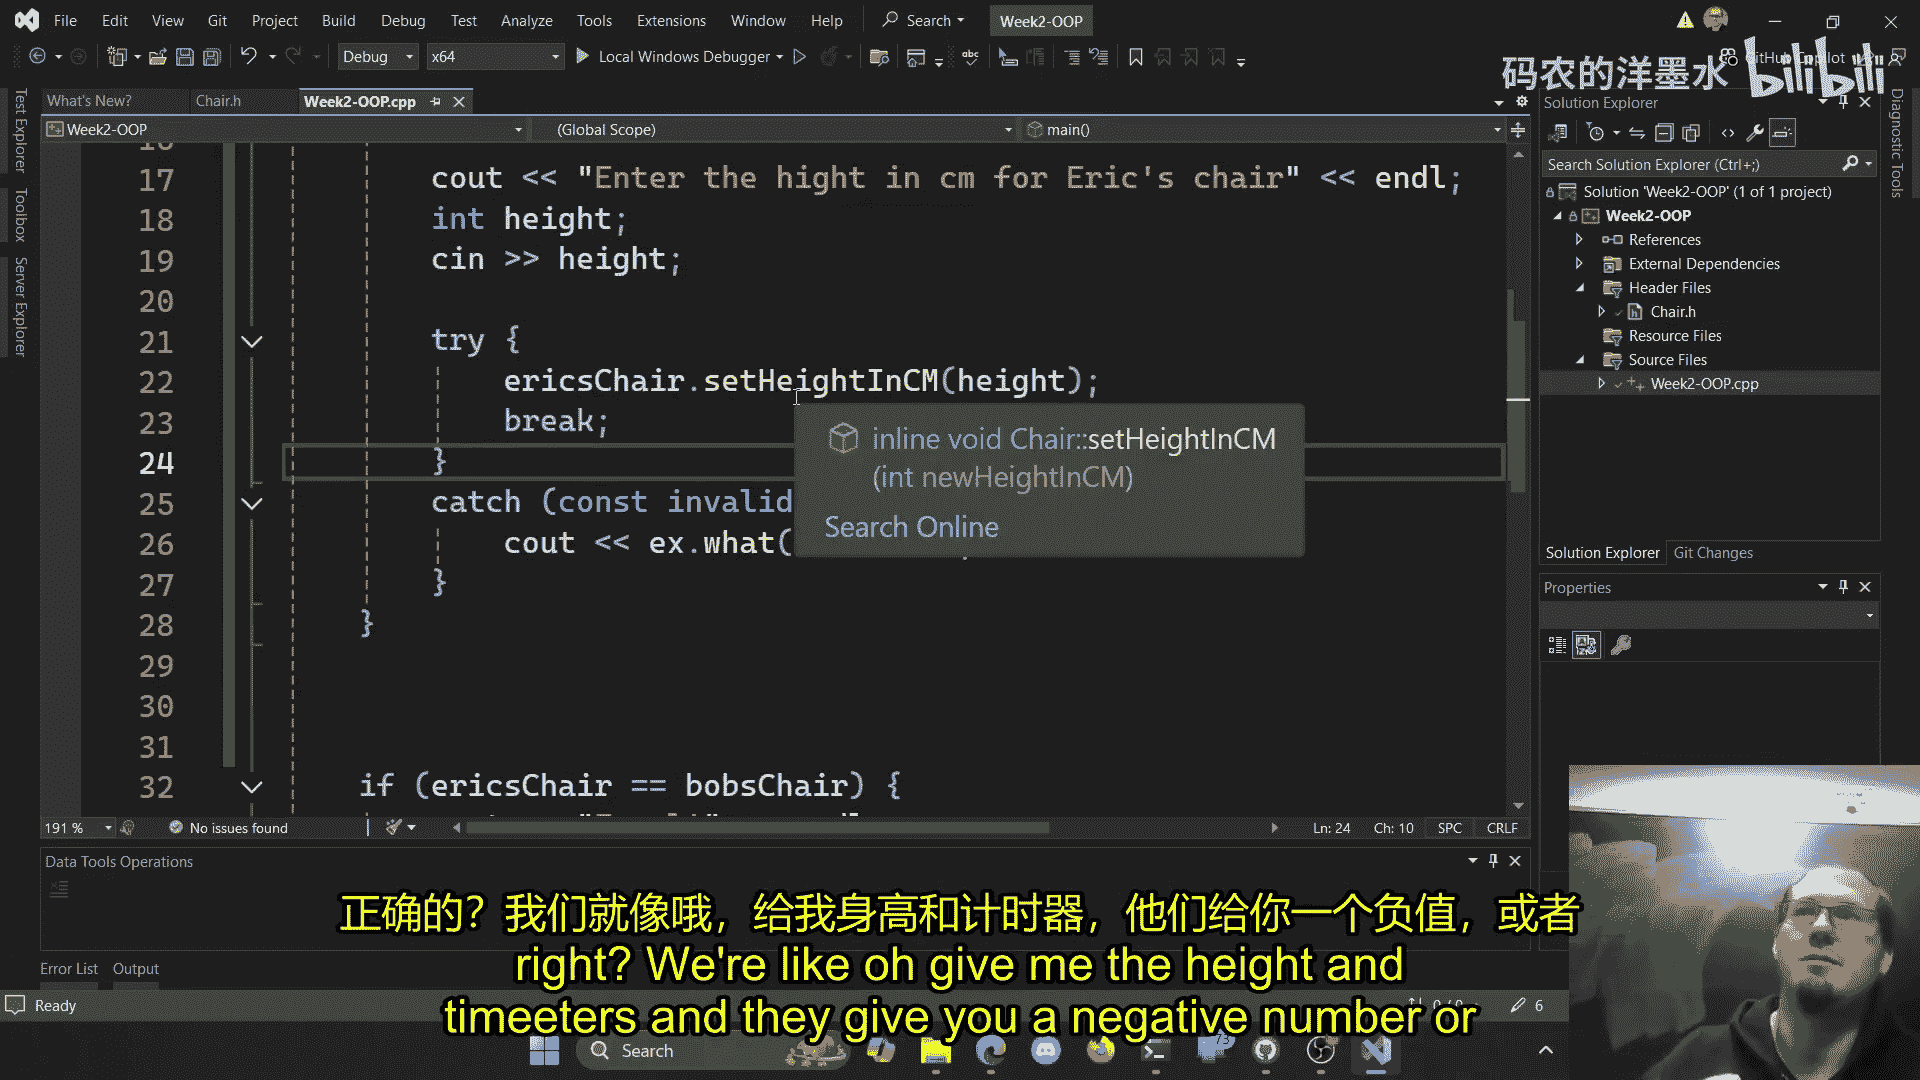 File Edit View Git Project Build Debug Test Analyze Tools Extensions Window Help Search Week2-OOP
Debug x64 Local Windows Debugger
码农的洋墨水 bilibili
What's New? Chair.h Week2-OOP.cpp
Week2-OOP (Global Scope) main()
Test Explorer
Toolbox
Server Explorer
17 cout << "Enter the hight in cm for Eric's chair" << endl;
18 int height;
19 cin >> height;
20
21 try {
22 ericsChair.setHeightInCM(height);
23 break;
24 }
25 catch (const invalid
26 cout << ex.what(
27 }
28 }
29
30
31
32 if (ericsChair == bobsChair) {
inline void Chair::setHeightInCM
(int newHeightInCM)
Search Online
191 % No issues found Ln: 24 Ch: 10 SPC CRLF
Data Tools Operations
Error List Output
Ready
6
Solution Explorer
Search Solution Explorer (Ctrl+;)
Solution 'Week2-OOP' (1 of 1 project)
Week2-OOP
References
External Dependencies
Header Files
Chair.h
Resource Files
Source Files
Week2-OOP.cpp
Solution Explorer Git Changes
Properties
Diagnostic Tools
正确的？我们就像哦，给我身高和计时器，他们给你一个负值，或者
right? We're like oh give me the height and
timeeters and they give you a negative number or
Search